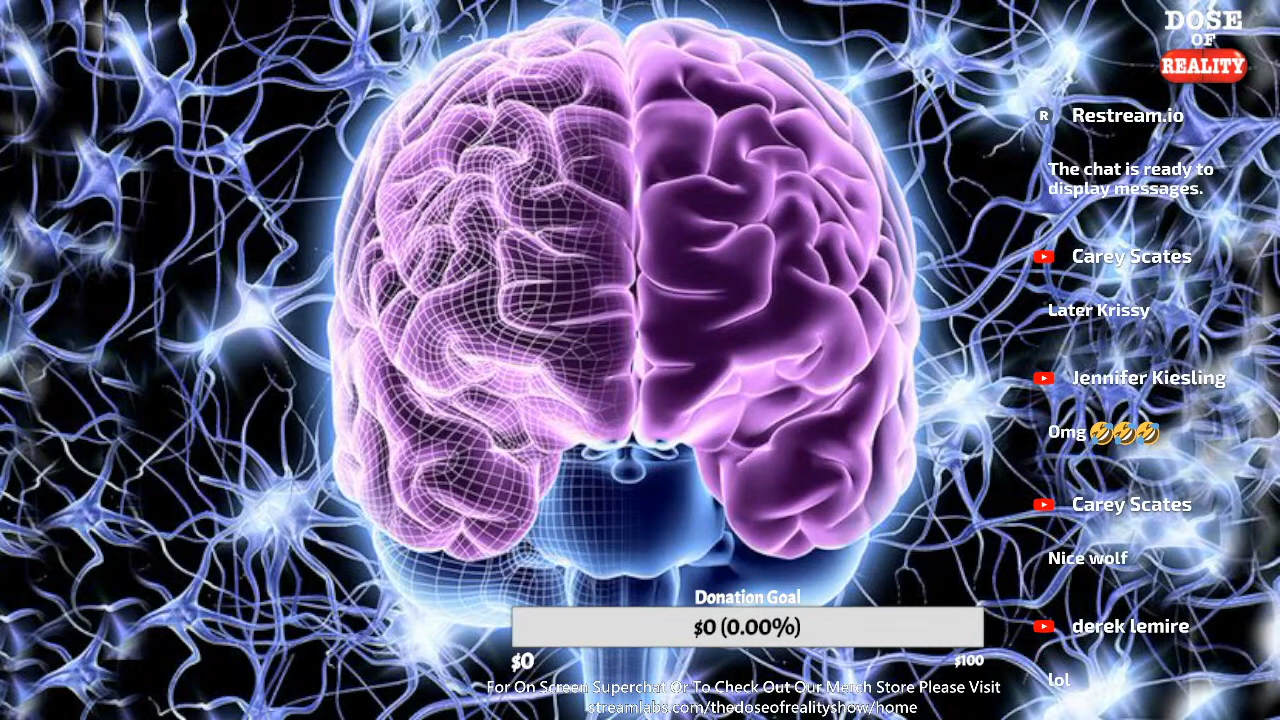 DOSE
OF
REALITY
R Restream.io
The chat is ready to
display messages.
Carey Scates
Later Krissy
Jennifer Kiesling
Omg 🤣🤣🤣
Carey Scates
Nice wolf
derek lemire
lol
Donation Goal
$0 (0.00%)
$0 $100
For On Screen Superchat Or To Check Out Our Merch Store Please Visit
streamlabs.com/thedoseofrealityshow/home